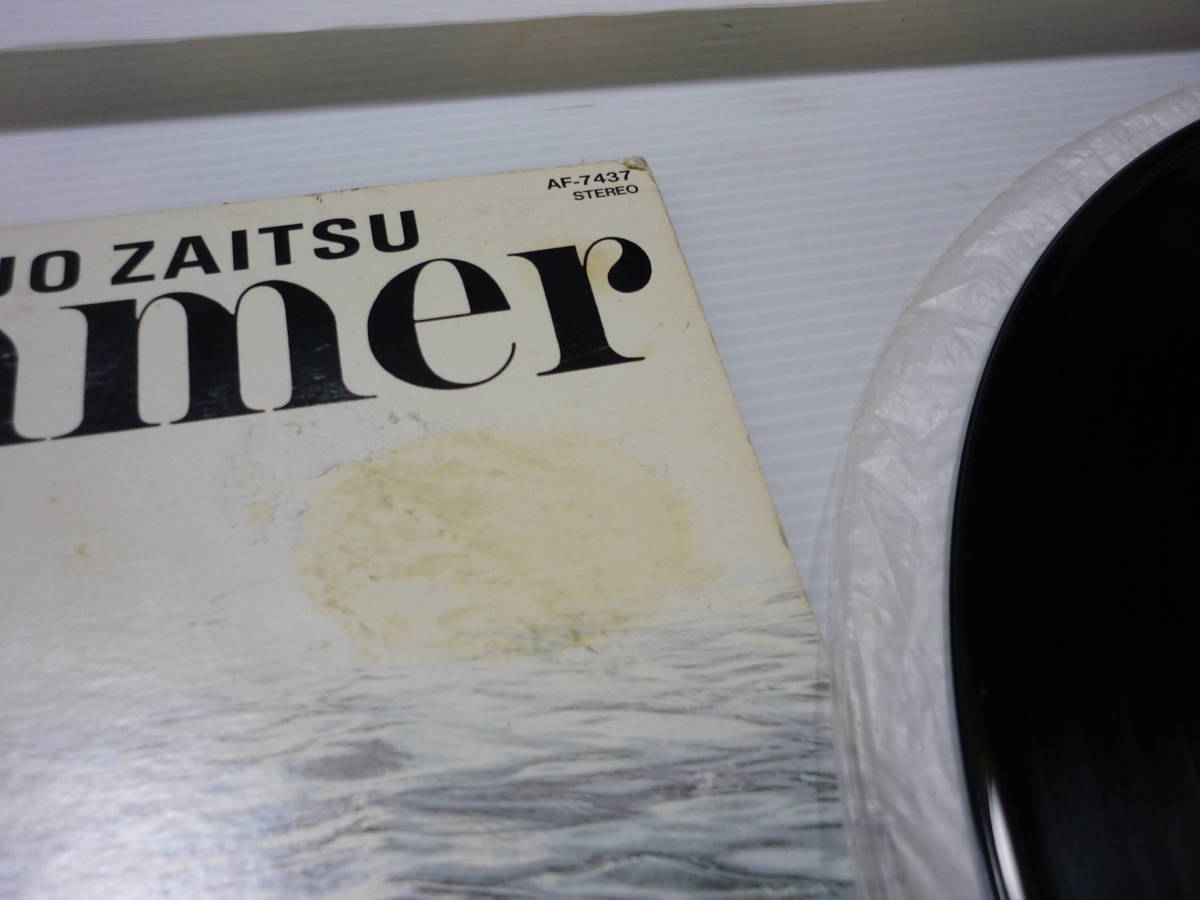 AF-7437
STEREO
UO ZAITSU
mmer